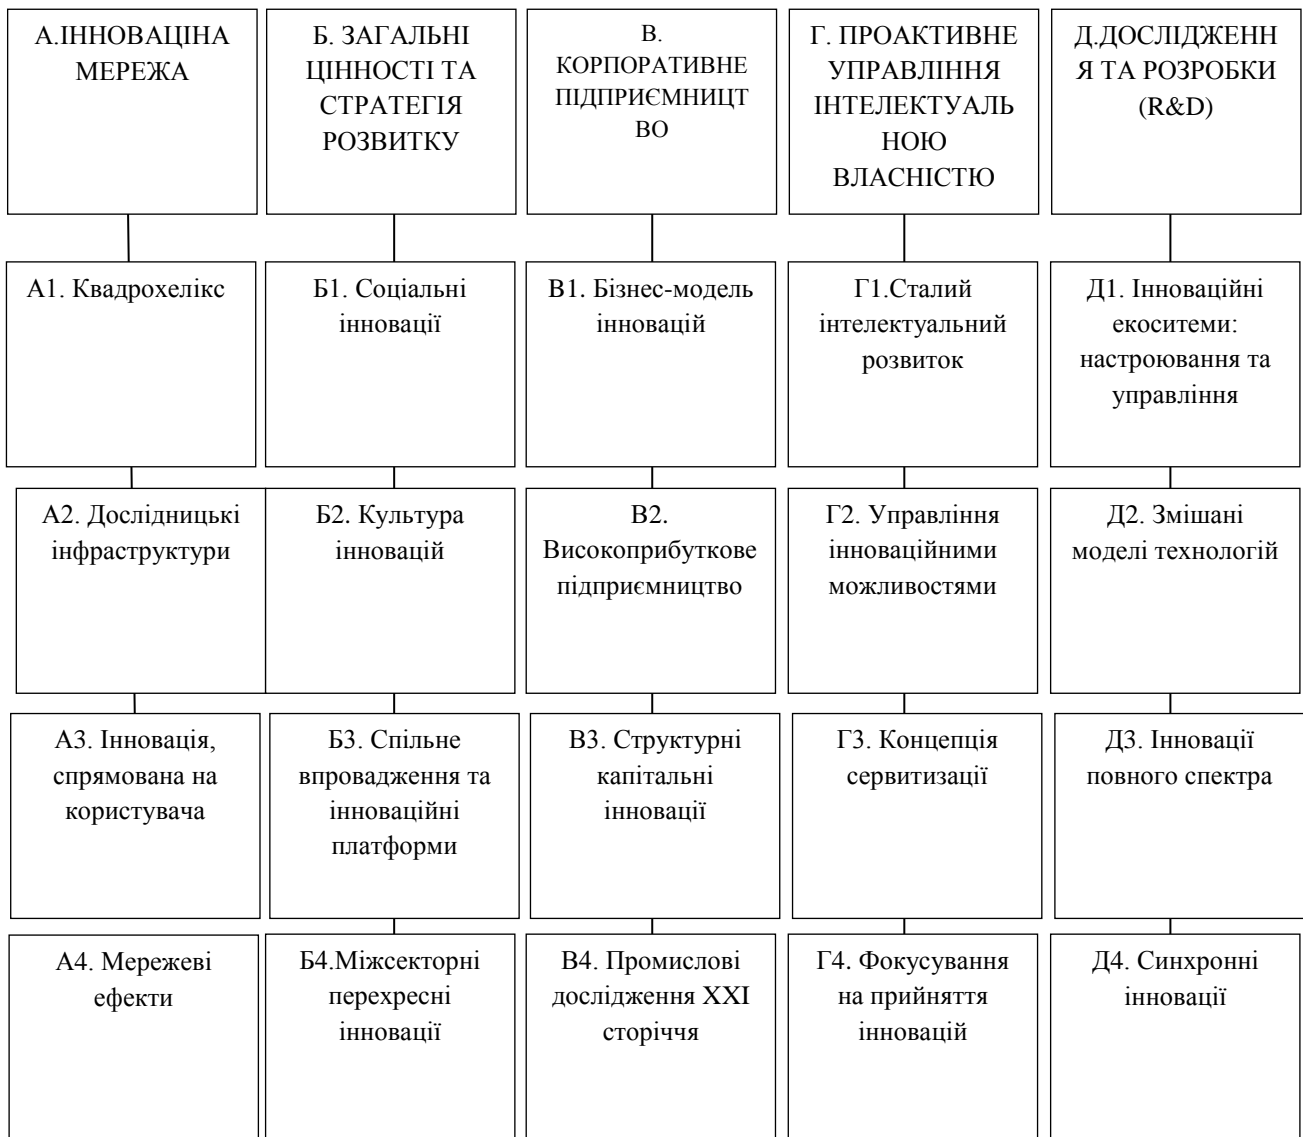 А.ІННОВАЦІНА
МЕРЕЖА
Б. ЗАГАЛЬНІ
ЦІННОСТІ ТА
СТРАТЕГІЯ
РОЗВИТКУ
В.
КОРПОРАТИВНЕ
ПІДПРИЄМНИЦТ
ВО
Г. ПРОАКТИВНЕ
УПРАВЛІННЯ
ІНТЕЛЕКТУАЛЬ
НОЮ
ВЛАСНІСТЮ
Д.ДОСЛІДЖЕНН
Я ТА РОЗРОБКИ
(R&D)
А1. Квадрохелікс
Б1. Соціальні
інновації
В1. Бізнес-модель
інновацій
Г1.Сталий
інтелектуальний
розвиток
Д1. Інноваційні
екоситеми:
настроювання та
управління
А2. Дослідницькі
інфраструктури
Б2. Культура
інновацій
В2.
Високоприбуткове
підприємництво
Г2. Управління
інноваційними
можливостями
Д2. Змішані
моделі технологій
А3. Інновація,
спрямована на
користувача
Б3. Спільне
впровадження та
інноваційні
платформи
В3. Структурні
капітальні
інновації
Г3. Концепція
сервитизації
Д3. Інновації
повного спектра
А4. Мережеві
ефекти
Б4.Міжсекторні
перехресні
інновації
В4. Промислові
дослідження XXI
сторіччя
Г4. Фокусування
на прийняття
інновацій
Д4. Синхронні
інновації